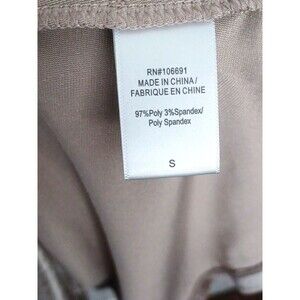 RN#106691
MADE IN CHINA/
FABRIQUE EN CHINE
97%Poly 3%Spandex/
Poly Spandex
S